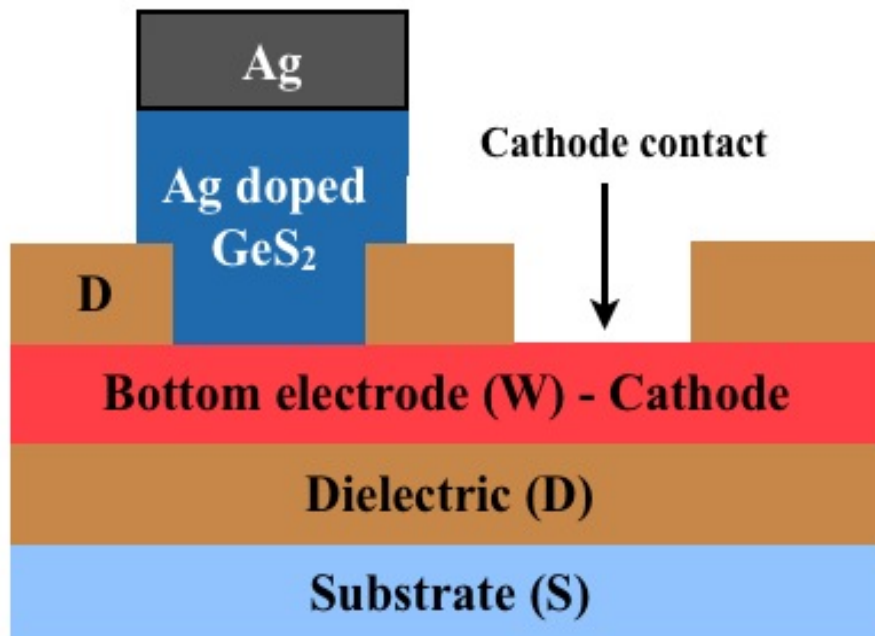 Ag
Cathode contact
Ag doped
GeS₂
D
Bottom electrode (W) - Cathode
Dielectric (D)
Substrate (S)